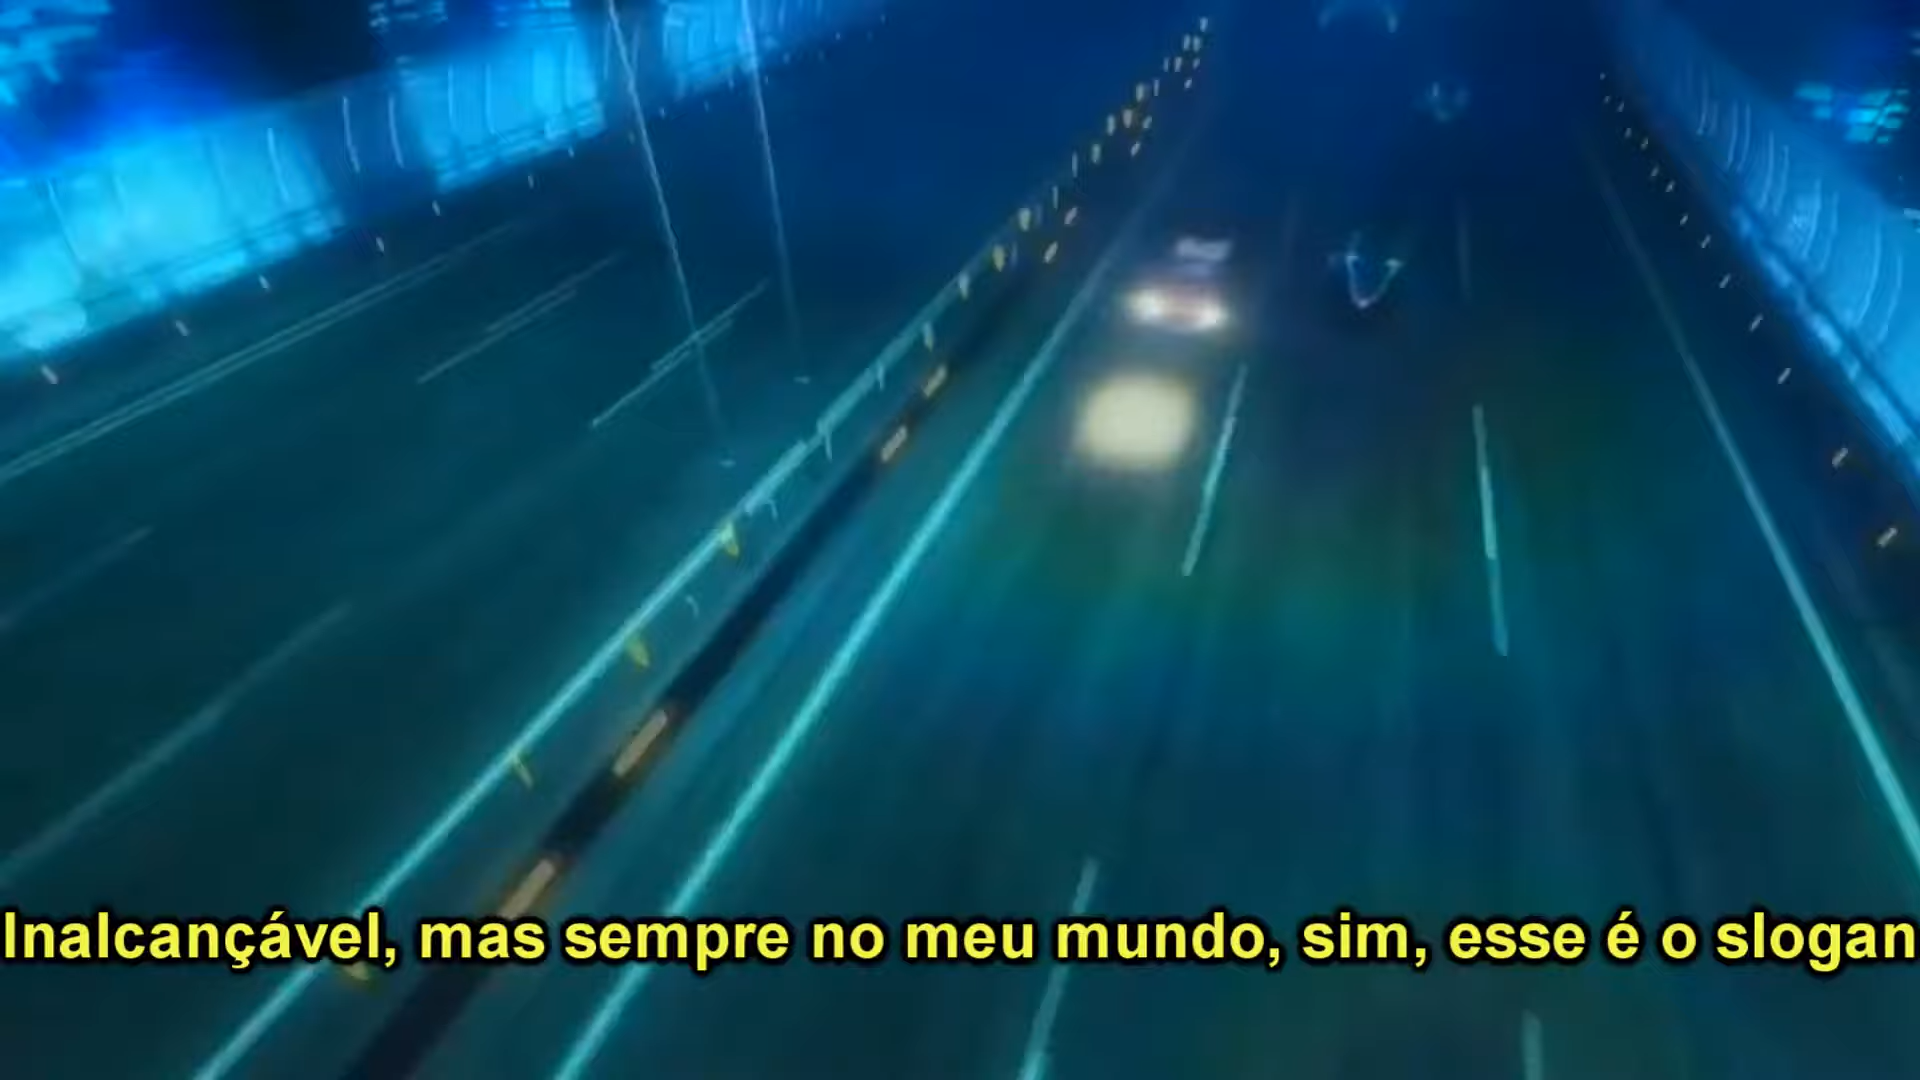 Inalcançável, mas sempre no meu mundo, sim, esse é o slogan